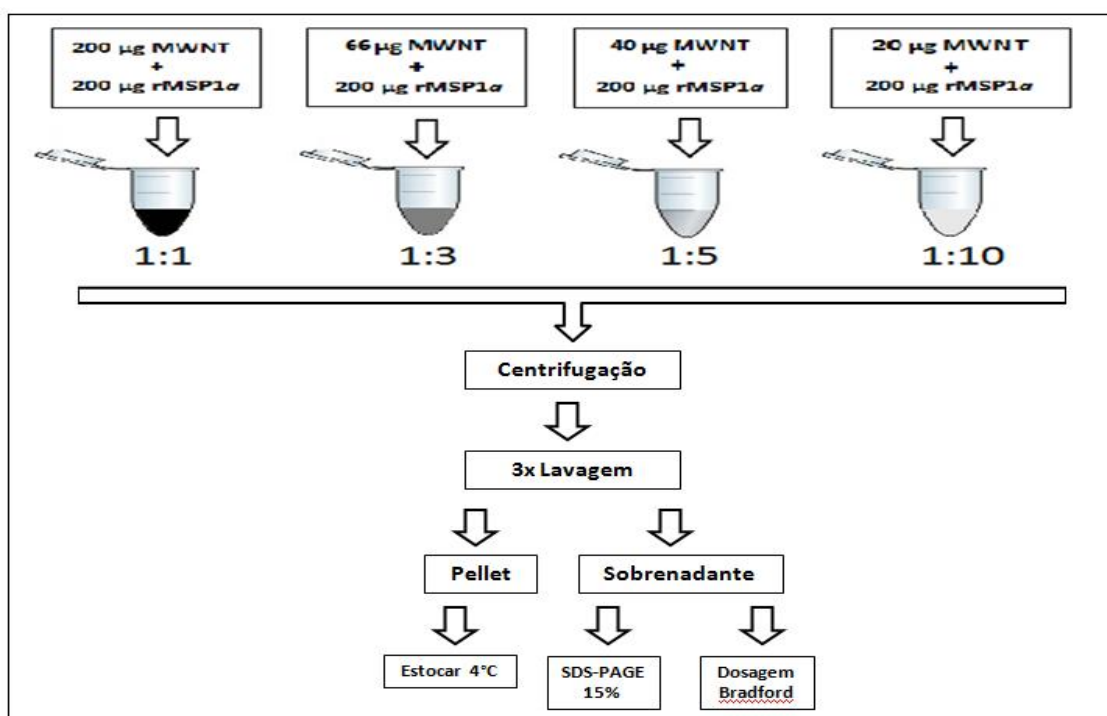 200 µg MWNT
+
200 µg rMSP1α
66 µg MWNT
+
200 µg rMSP1α
40 µg MWNT
+
200 µg rMSP1α
20 µg MWNT
+
200 µg rMSP1α
1:1
1:3
1:5
1:10
Centrifugação
3x Lavagem
Pellet
Sobrenadante
Estocar 4°C
SDS-PAGE
15%
Dosagem
Bradford